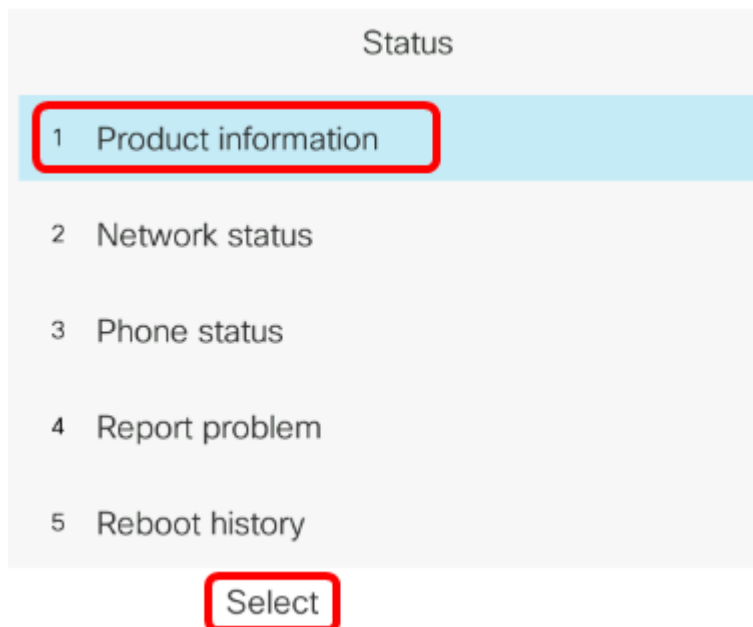 Status
1 Product information
2 Network status
3 Phone status
4 Report problem
5 Reboot history
Select